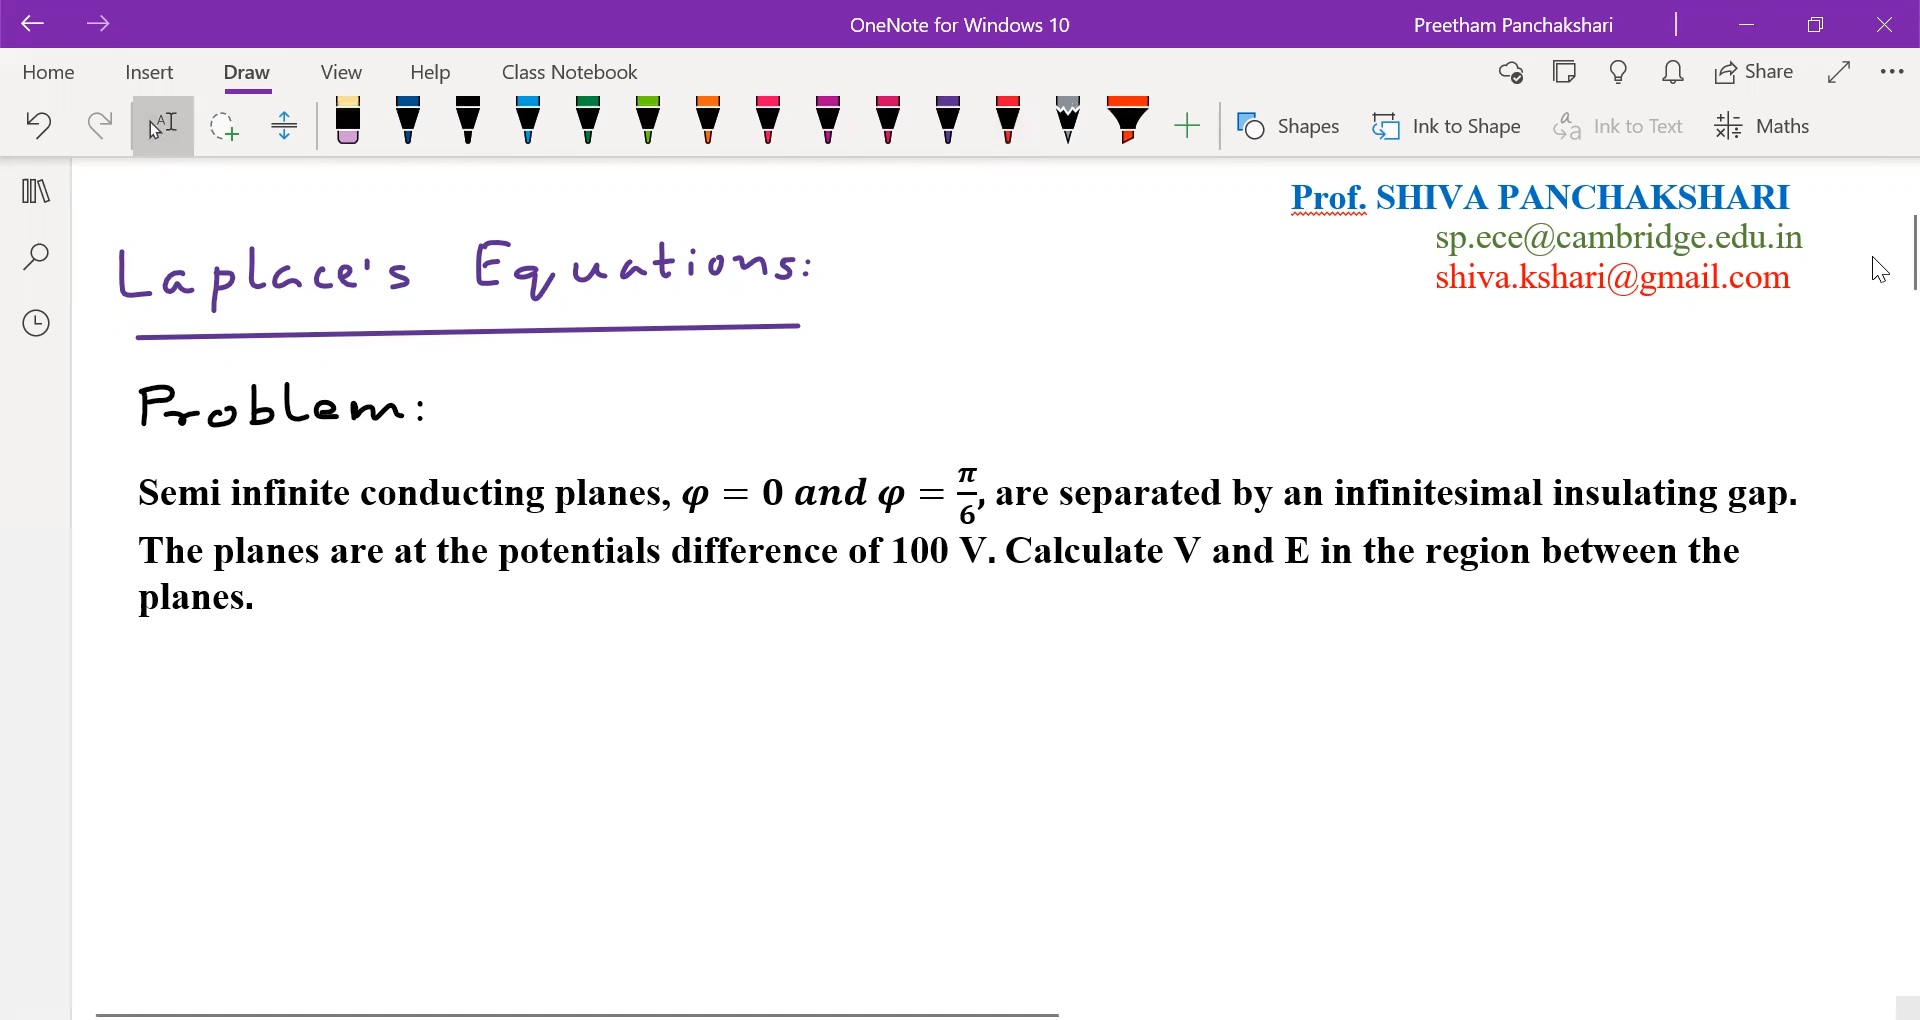 OneNote for Windows 10
Preetham Panchakshari
Home Insert Draw View Help Class Notebook
Share
Shapes Ink to Shape Ink to Text Maths
Prof. SHIVA PANCHAKSHARI
sp.ece@cambridge.edu.in
shiva.kshari@gmail.com
Laplace's Equations:
Problem:
Semi infinite conducting planes, φ = 0 and φ = π/6, are separated by an infinitesimal insulating gap.
The planes are at the potentials difference of 100 V. Calculate V and E in the region between the
planes.